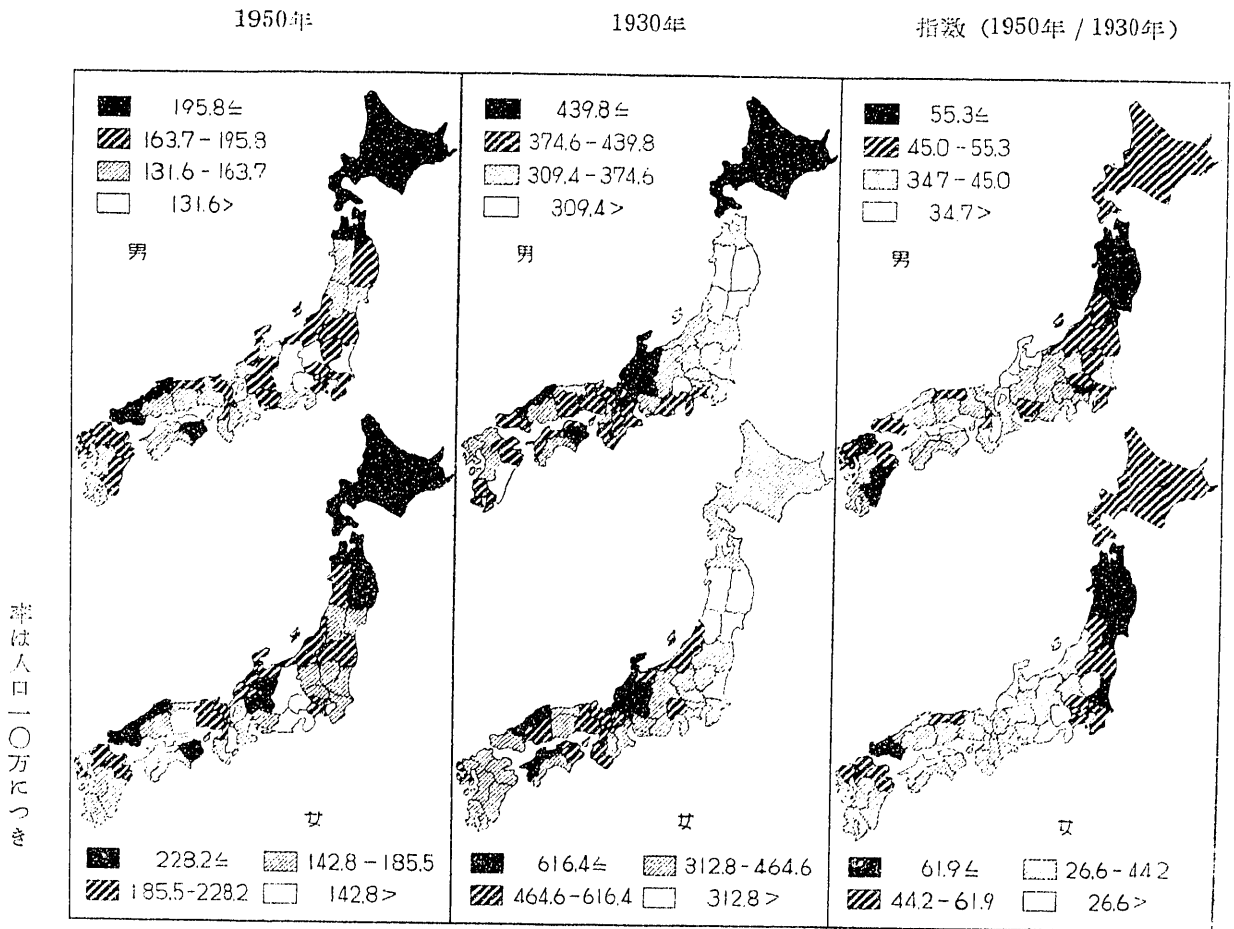 1950年
1930年
指数 (1950年 / 1930年)
195.8≦
163.7-195.8
131.6-163.7
131.6>
男
439.8≦
374.6-439.8
309.4-374.6
309.4>
男
55.3≦
45.0-55.3
34.7-45.0
34.7>
男
女
228.2≦
142.8-185.5
185.5-228.2
142.8>
女
616.4≦
312.8-464.6
464.6-616.4
312.8>
女
61.9≦
26.6-44.2
44.2-61.9
26.6>
率は人口一〇万につき